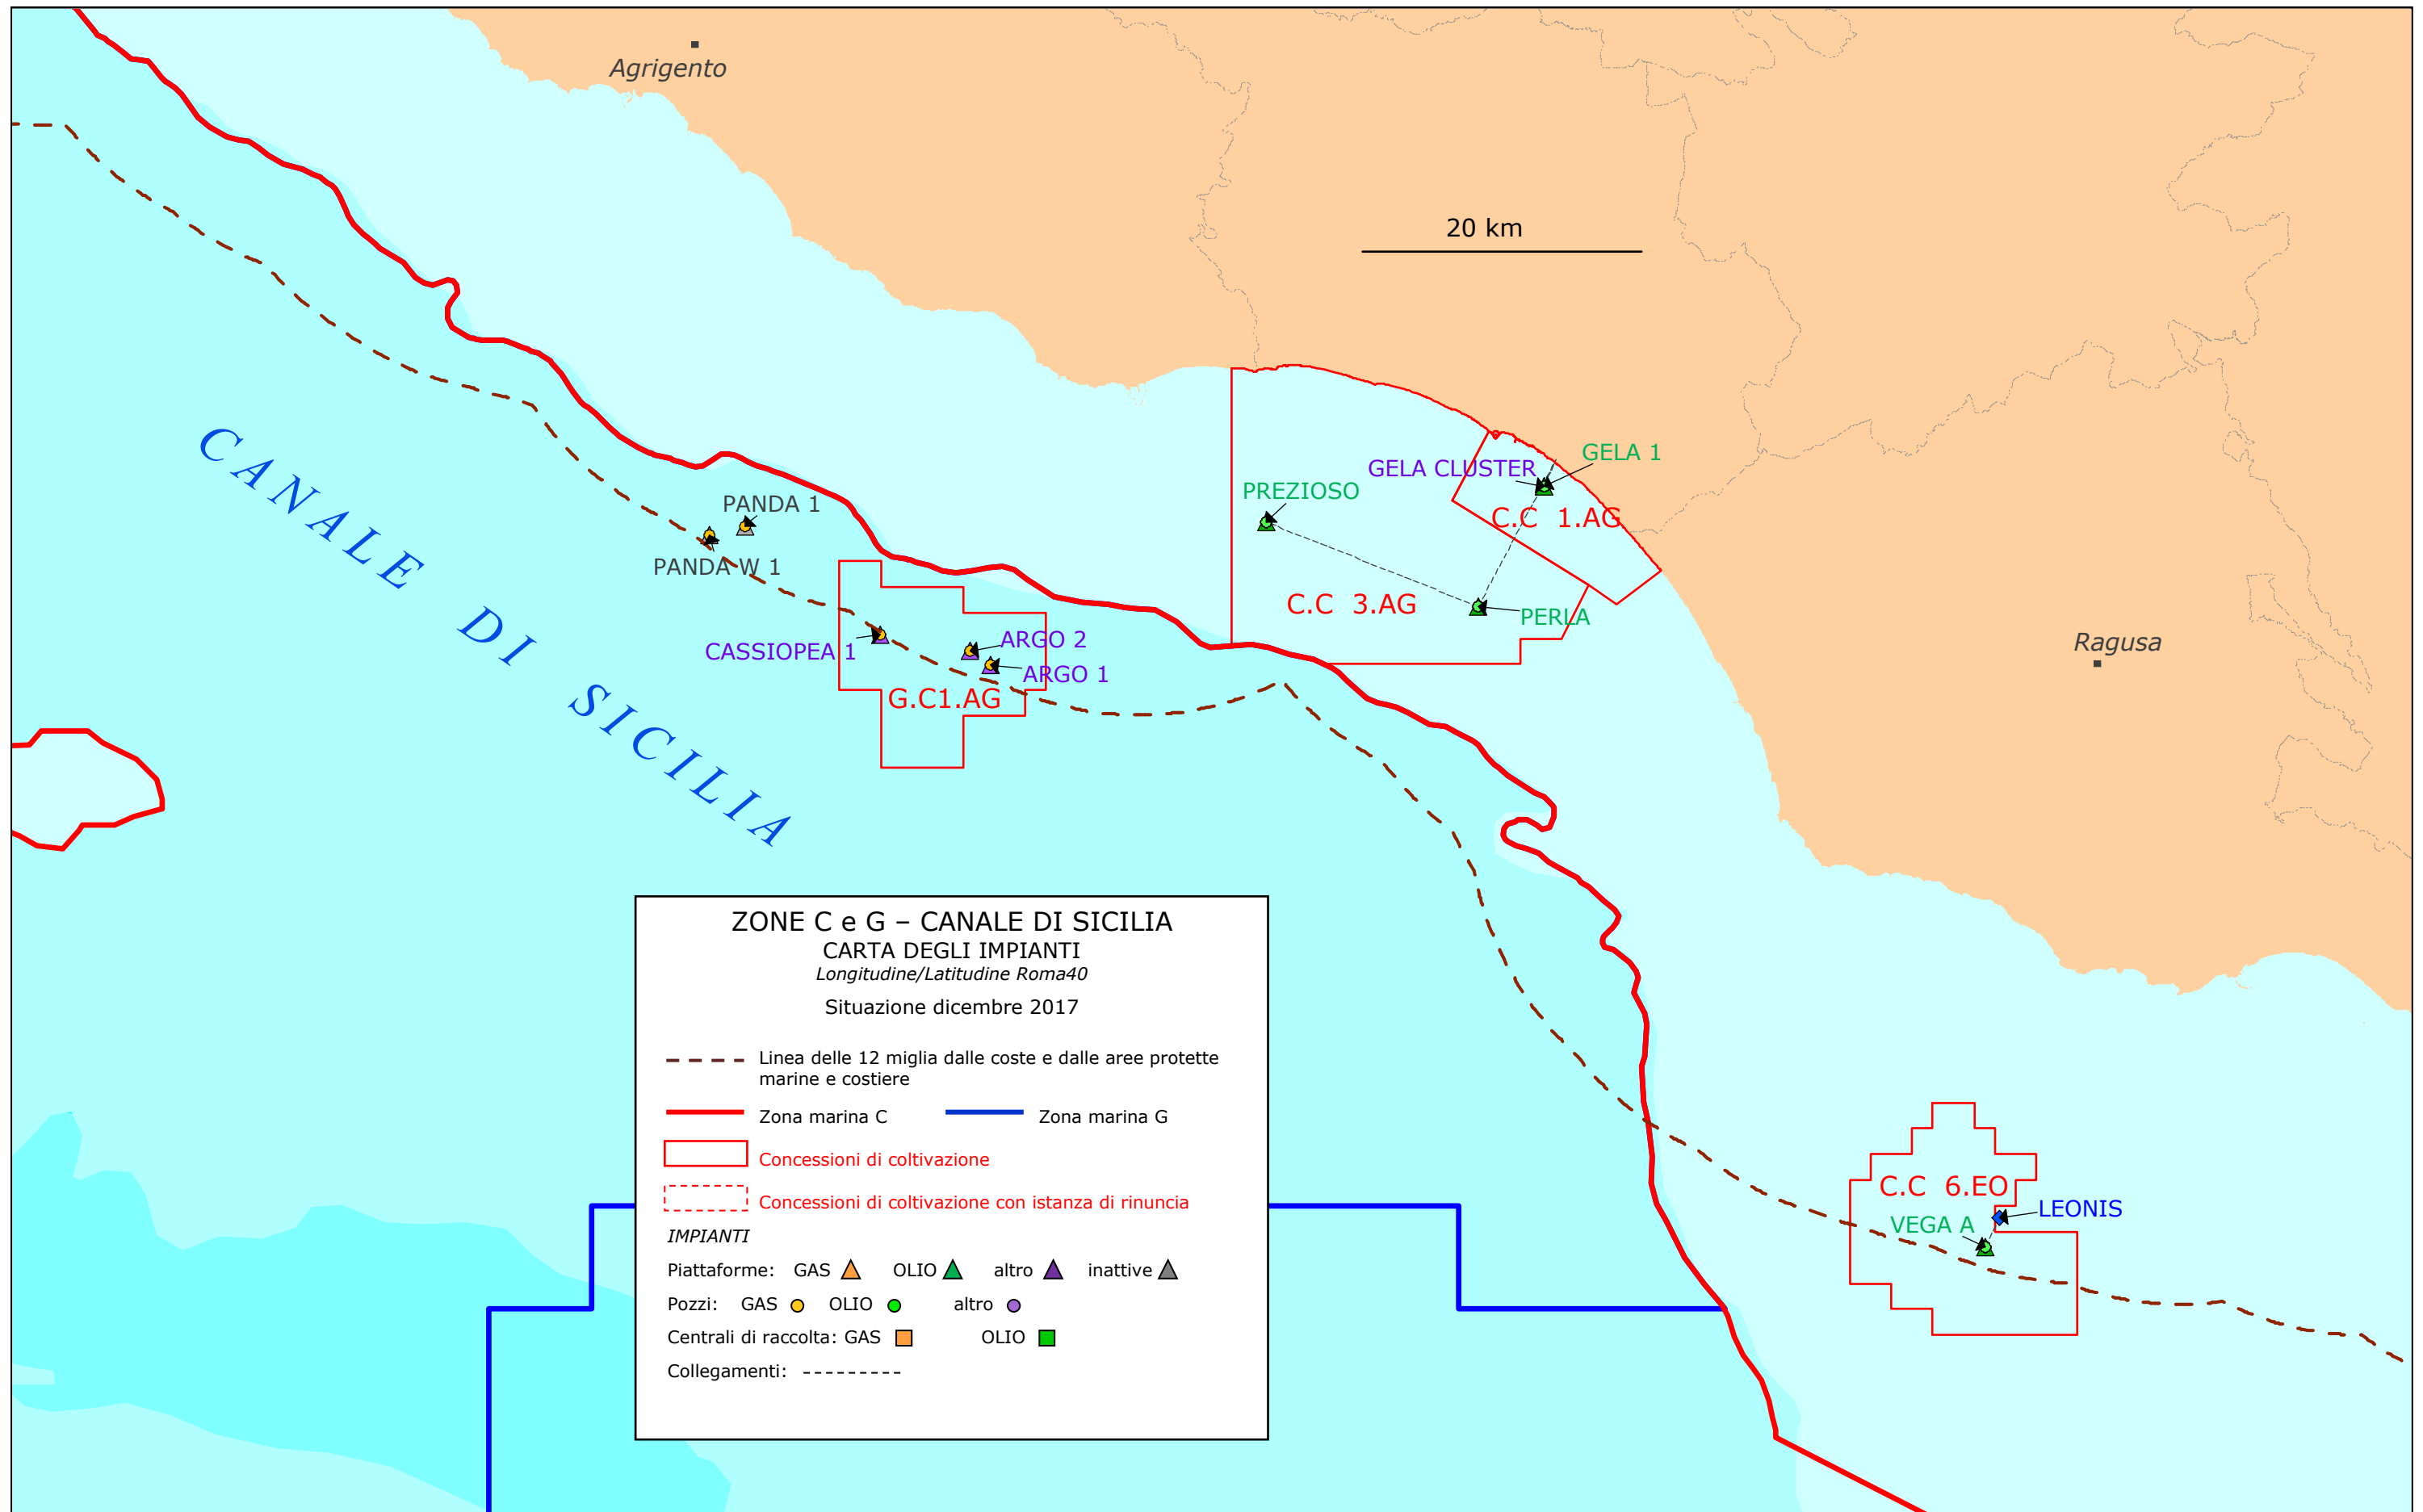 Agrigento
20 km
CANALE DI SICILIA
GELA 1
GELA CLUSTER
PREZIOSO
PANDA 1
C.C 1.AG
PANDA W 1
C.C 3.AG
PERLA
Ragusa
CASSIOPEA 1
ARGO 2
ARGO 1
G.C1.AG
ZONE C e G – CANALE DI SICILIA
CARTA DEGLI IMPIANTI
Longitudine/Latitudine Roma40
Situazione dicembre 2017
Linea delle 12 miglia dalle coste e dalle aree protette
marine e costiere
Zona marina C Zona marina G
Concessioni di coltivazione
Concessioni di coltivazione con istanza di rinuncia
IMPIANTI
Piattaforme: GAS OLIO altro inattive
Pozzi: GAS OLIO altro
Centrali di raccolta: GAS OLIO
Collegamenti:
C.C 6.EO
LEONIS
VEGA A